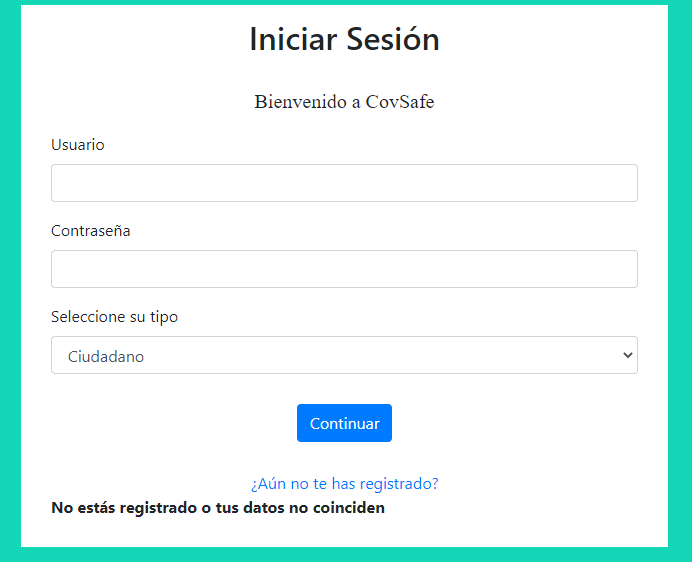 Iniciar Sesión
Bienvenido a CovSafe
Usuario
Contraseña
Seleccione su tipo
Ciudadano
Continuar
¿Aún no te has registrado?
No estás registrado o tus datos no coinciden